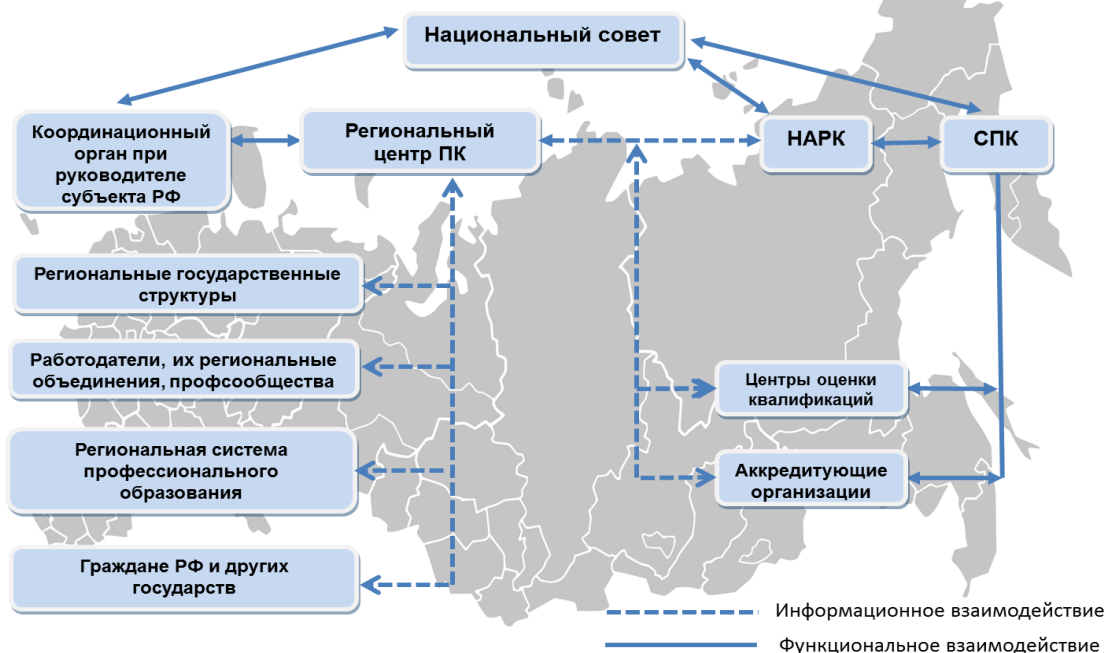 Национальный совет
Координационный
орган при
руководителе
субъекта РФ
Региональный
центр ПК
НАРК
СПК
Региональные государственные
структуры
Работодатели, их региональные
объединения, профсообщества
Центры оценки
квалификаций
Региональная система
профессионального
образования
Аккредитующие
организации
Граждане РФ и других
государств
Информационное взаимодействие
Функциональное взаимодействие